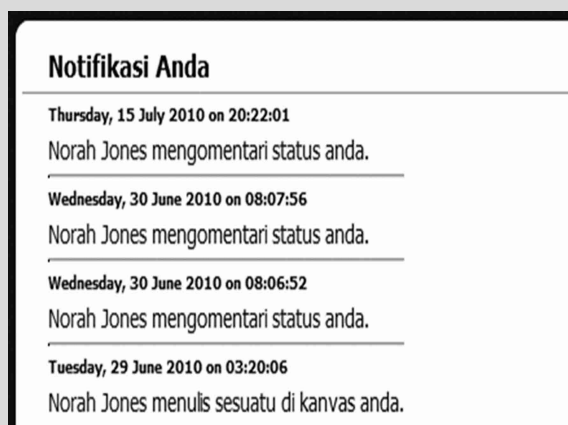 Notifikasi Anda
Thursday, 15 July 2010 on 20:22:01
Norah Jones mengomentari status anda.
Wednesday, 30 June 2010 on 08:07:56
Norah Jones mengomentari status anda.
Wednesday, 30 June 2010 on 08:06:52
Norah Jones mengomentari status anda.
Tuesday, 29 June 2010 on 03:20:06
Norah Jones menulis sesuatu di kanvas anda.